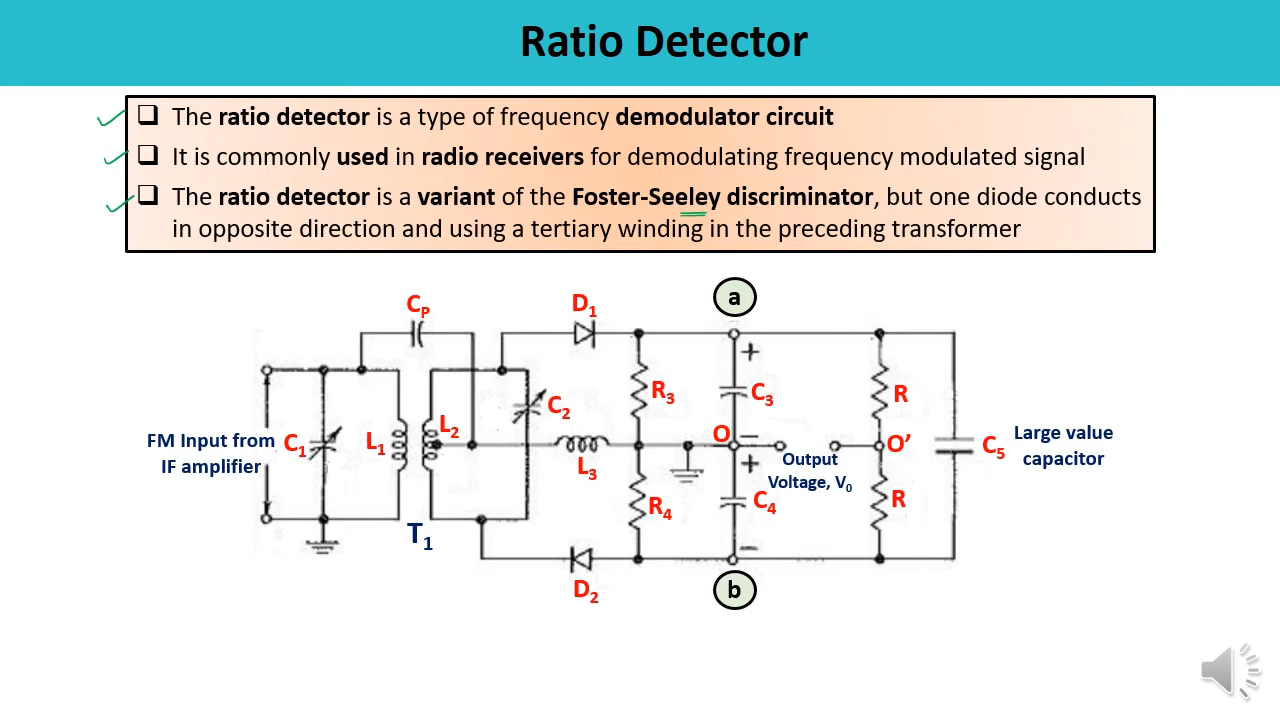 Ratio Detector
❑ The ratio detector is a type of frequency demodulator circuit
❑ It is commonly used in radio receivers for demodulating frequency modulated signal
❑ The ratio detector is a variant of the Foster-Seeley discriminator, but one diode conducts
in opposite direction and using a tertiary winding in the preceding transformer
a
CP
D1
+
R3
C3
R
C2
L2
FM Input from
IF amplifier
C1
L1
L3
O
−
O’
C5
Large value
capacitor
+
Output
Voltage, V0
R4
C4
R
T1
−
D2
b